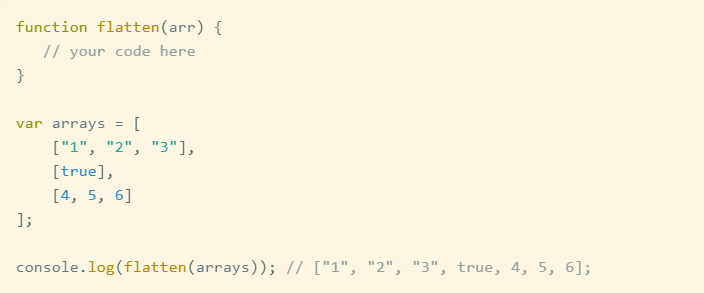 function flatten(arr) {
// your code here
}
var arrays = [
["1", "2", "3"],
[true],
[4, 5, 6]
];
console.log(flatten(arrays)); // ["1", "2", "3", true, 4, 5, 6];